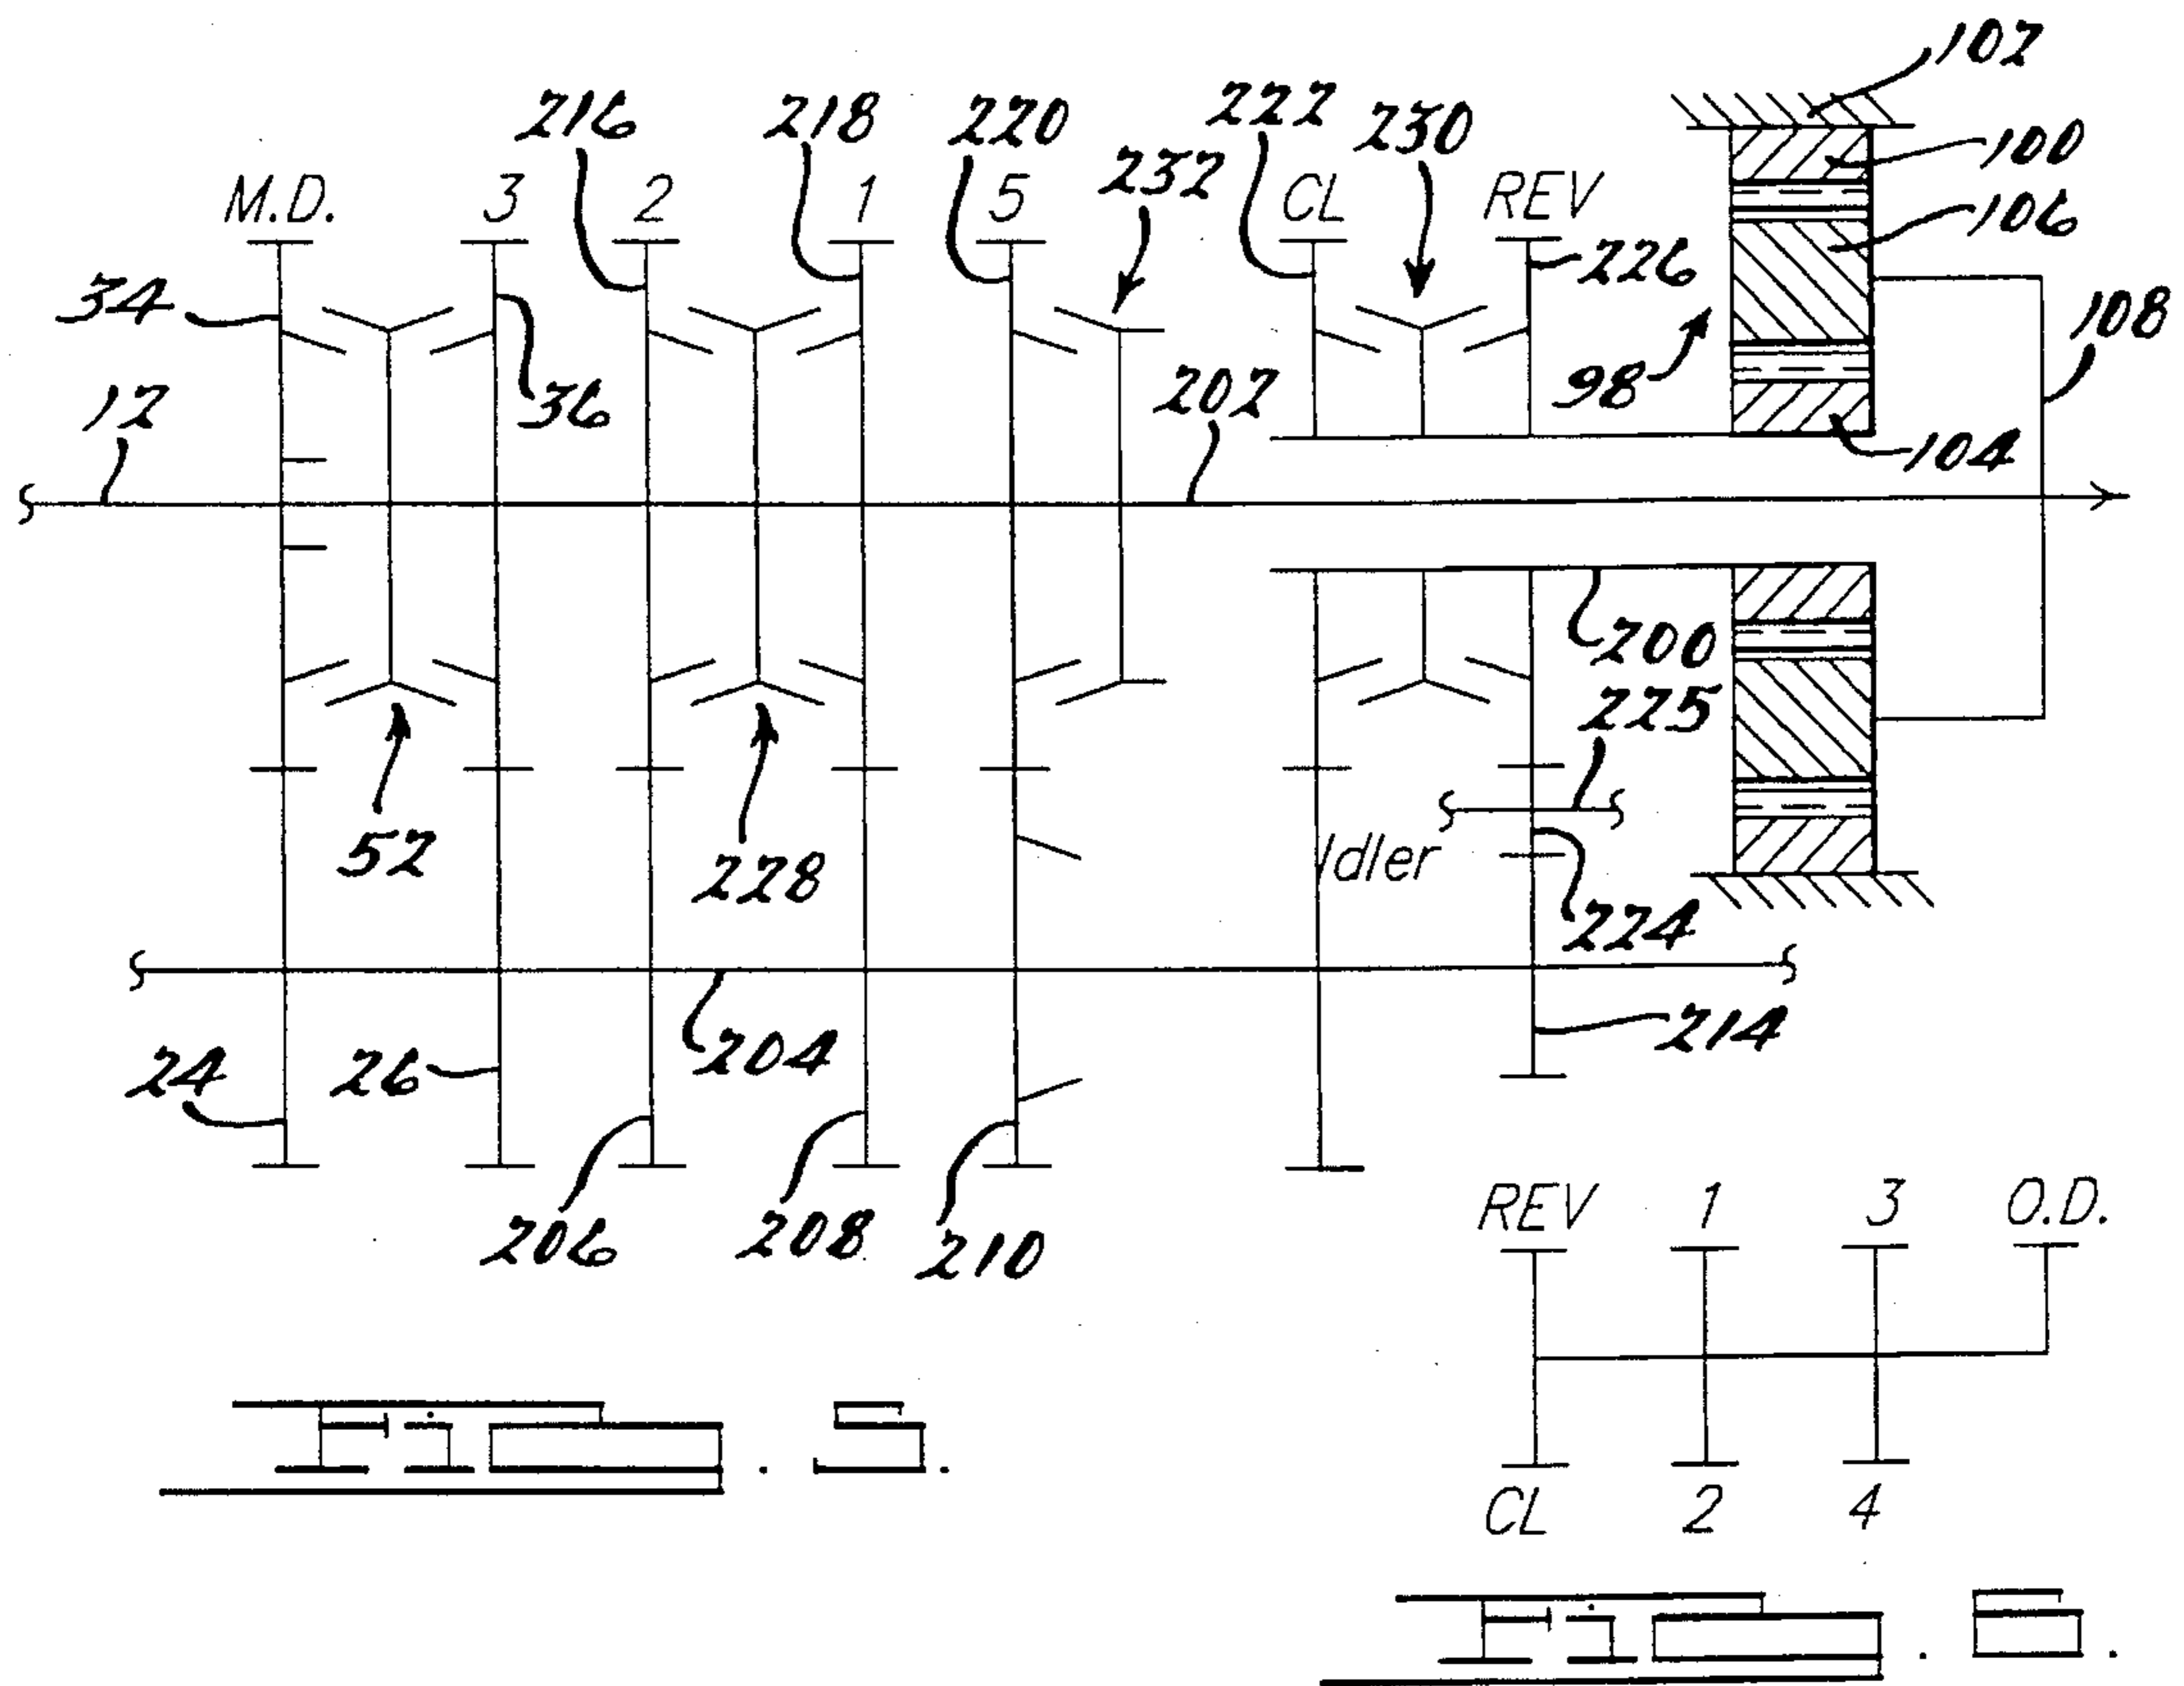 102
216 218 220 222 230 100
232
M.D. 3 2 1 5 CL REV 106
34 226
36 98 108
12 202 104
200
225
52 228 Idler
224
24 26 204 214
206 208 210
REV 1 3 O.D.
CL 2 4
Fig. 5.
Fig. 6.